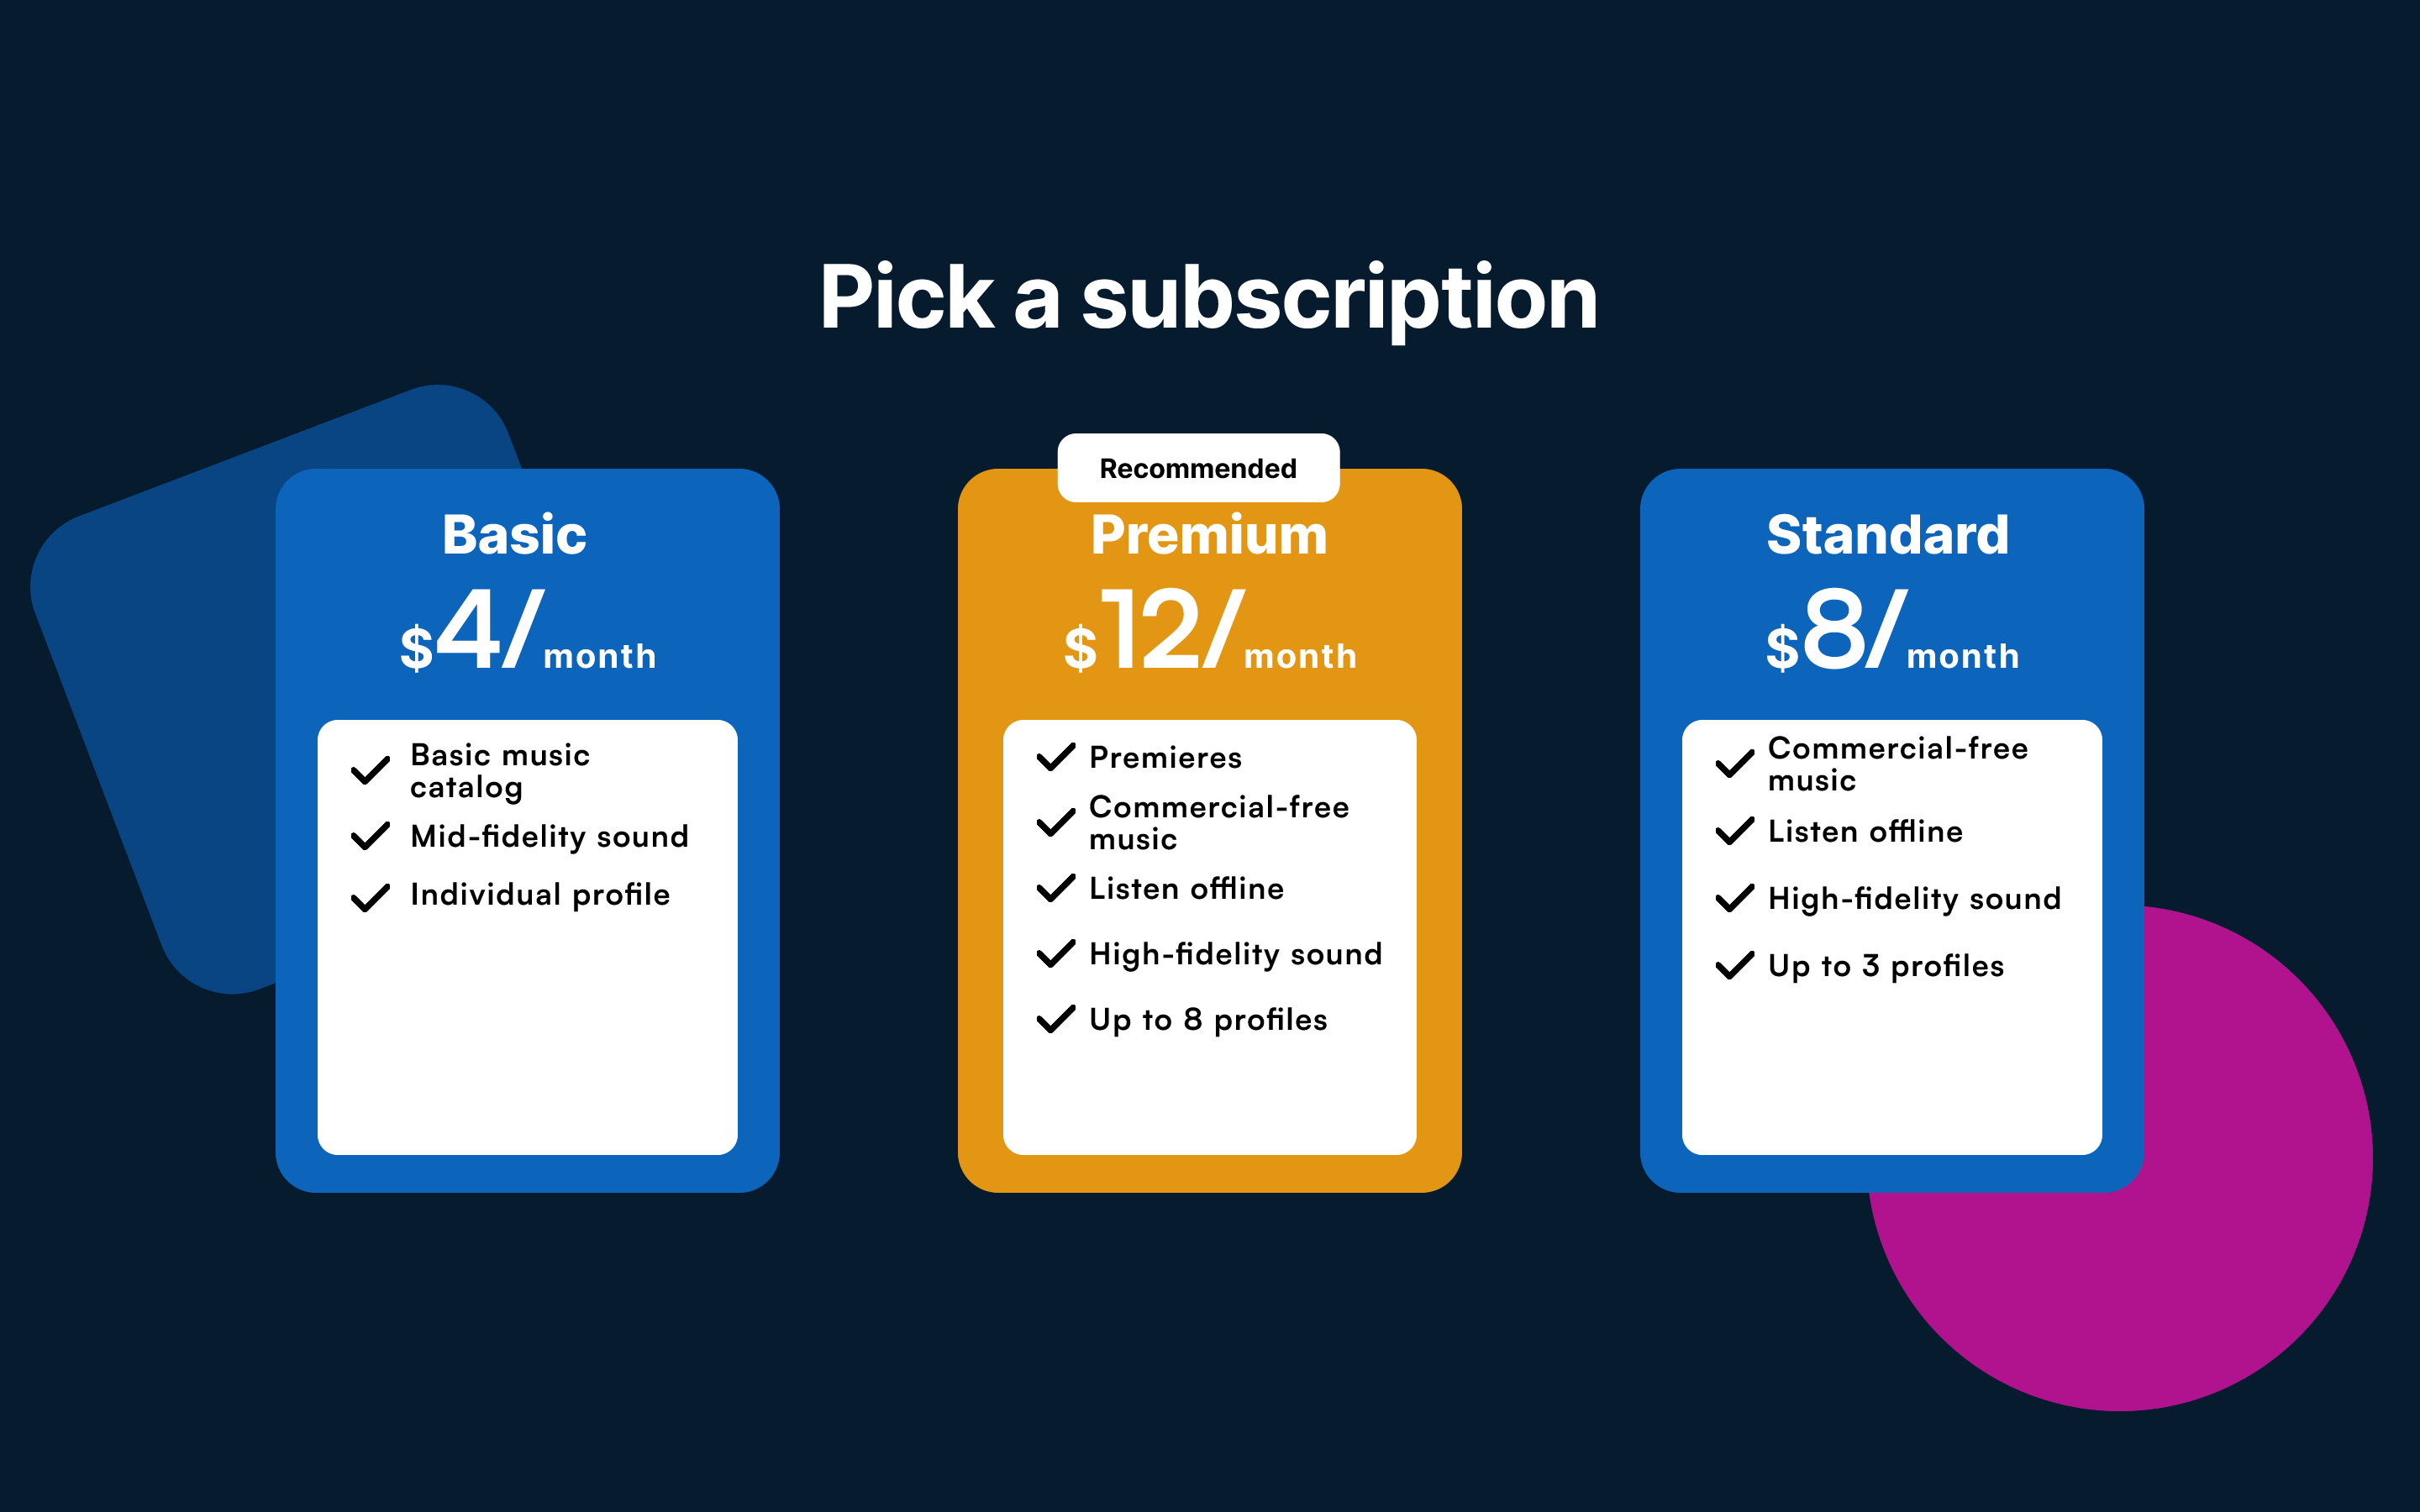 Pick a subscription
Basic
$4/month
Basic music
catalog
Mid-fidelity sound
Individual profile
Recommended
Premium
$12/month
Premieres
Commercial-free
music
Listen offline
High-fidelity sound
Up to 8 profiles
Standard
$8/month
Commercial-free
music
Listen offline
High-fidelity sound
Up to 3 profiles